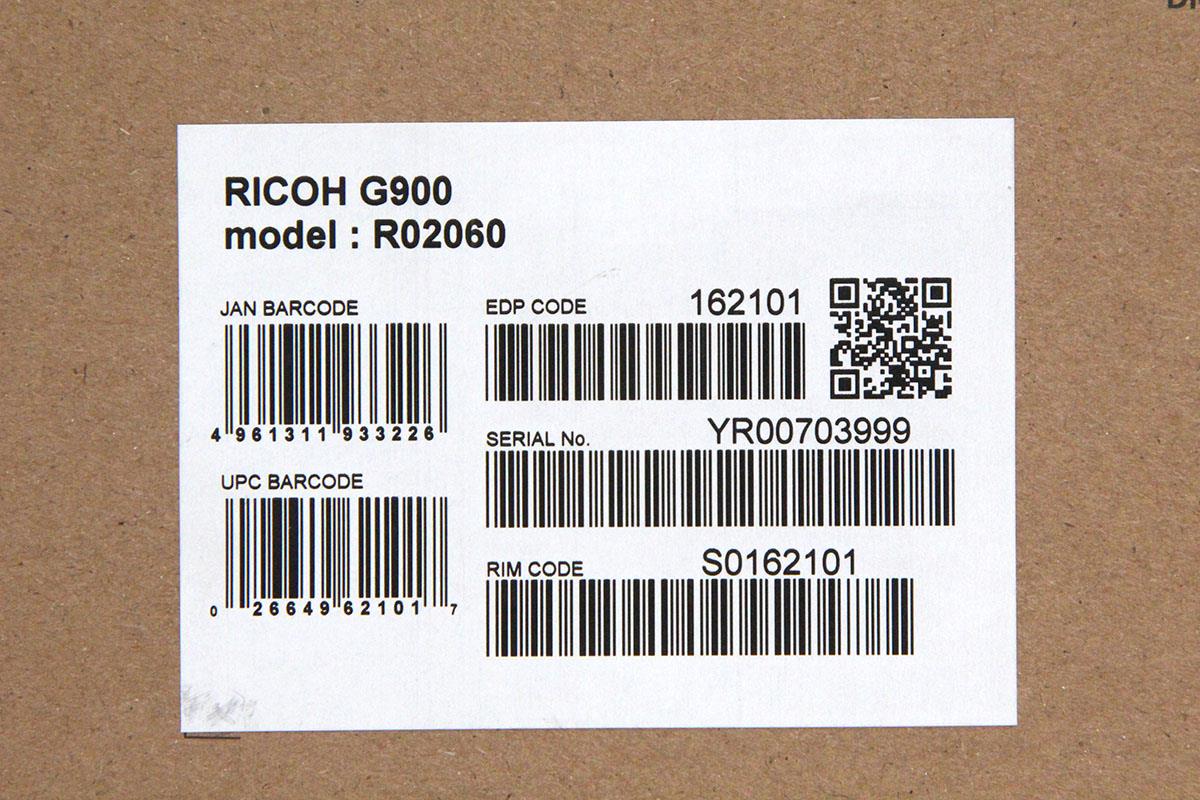 RICOH G900
model : R02060
JAN BARCODE
4 961311 933226
UPC BARCODE
0 26649 62101 7
EDP CODE 162101
SERIAL No. YR00703999
RIM CODE S0162101